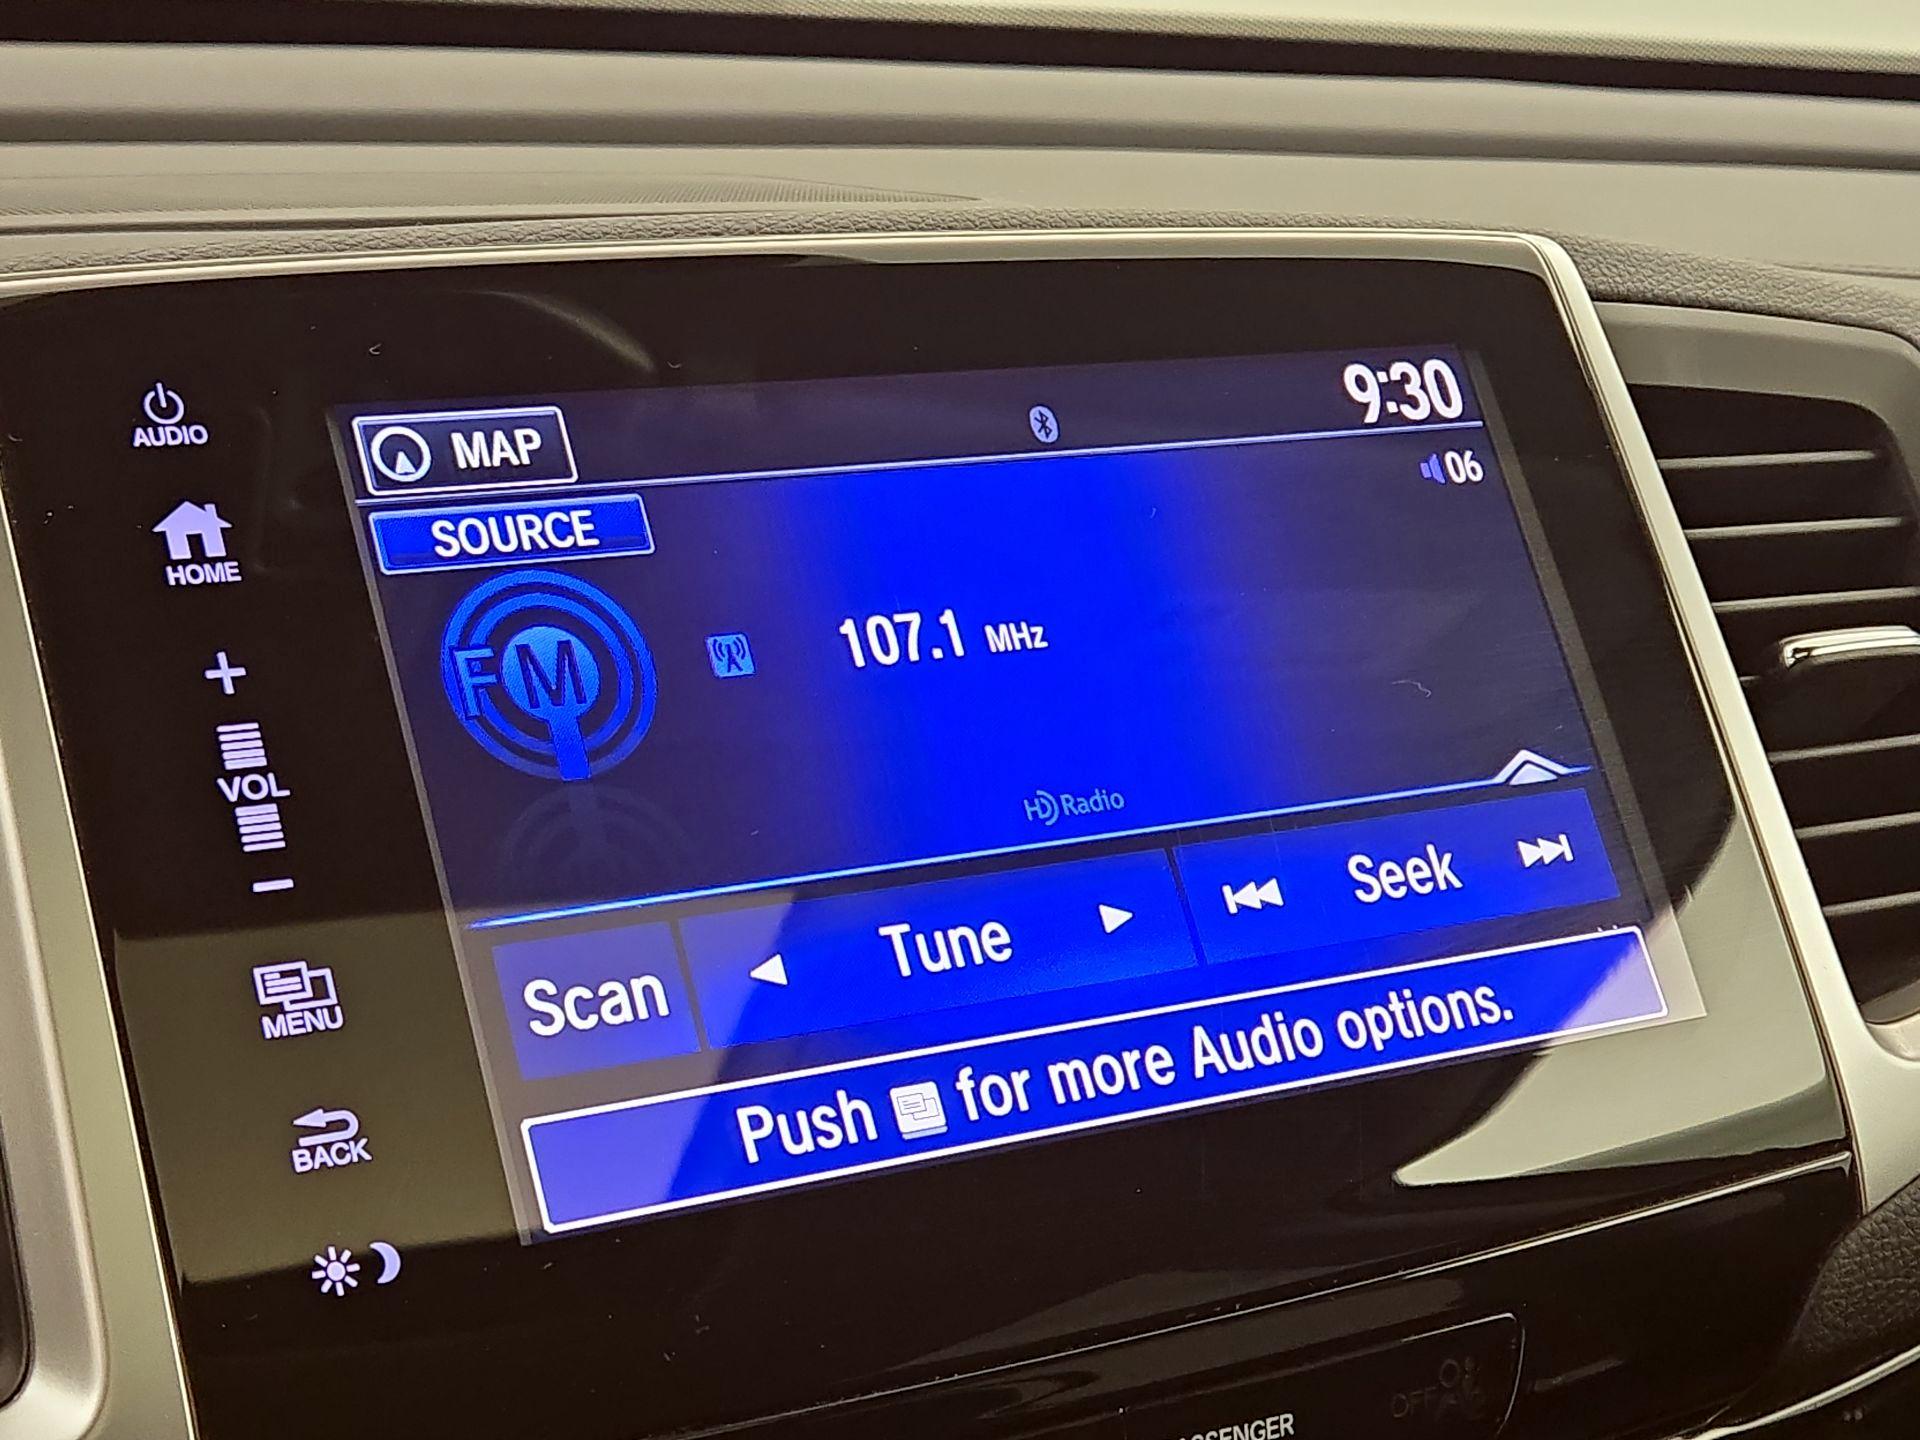 AUDIO
HOME
+
VOL
−
MENU
BACK
MAP
9:30
06
SOURCE
FM
107.1 MHz
HD Radio
Scan
Tune
Seek
Push for more Audio options.
OFF